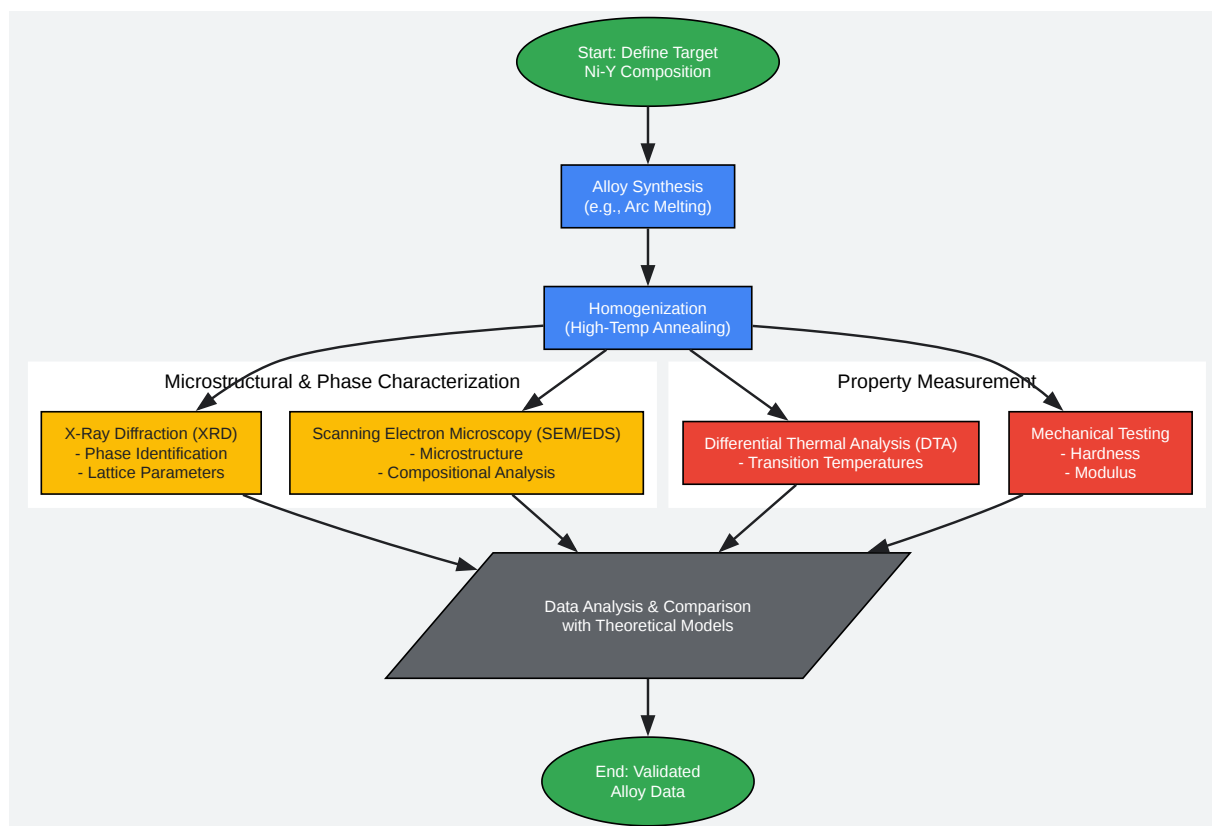 Start: Define Target
Ni-Y Composition
Alloy Synthesis
(e.g., Arc Melting)
Homogenization
(High-Temp Annealing)
Microstructural & Phase Characterization
X-Ray Diffraction (XRD)
- Phase Identification
- Lattice Parameters
Scanning Electron Microscopy (SEM/EDS)
- Microstructure
- Compositional Analysis
Property Measurement
Differential Thermal Analysis (DTA)
- Transition Temperatures
Mechanical Testing
- Hardness
- Modulus
Data Analysis & Comparison
with Theoretical Models
End: Validated
Alloy Data